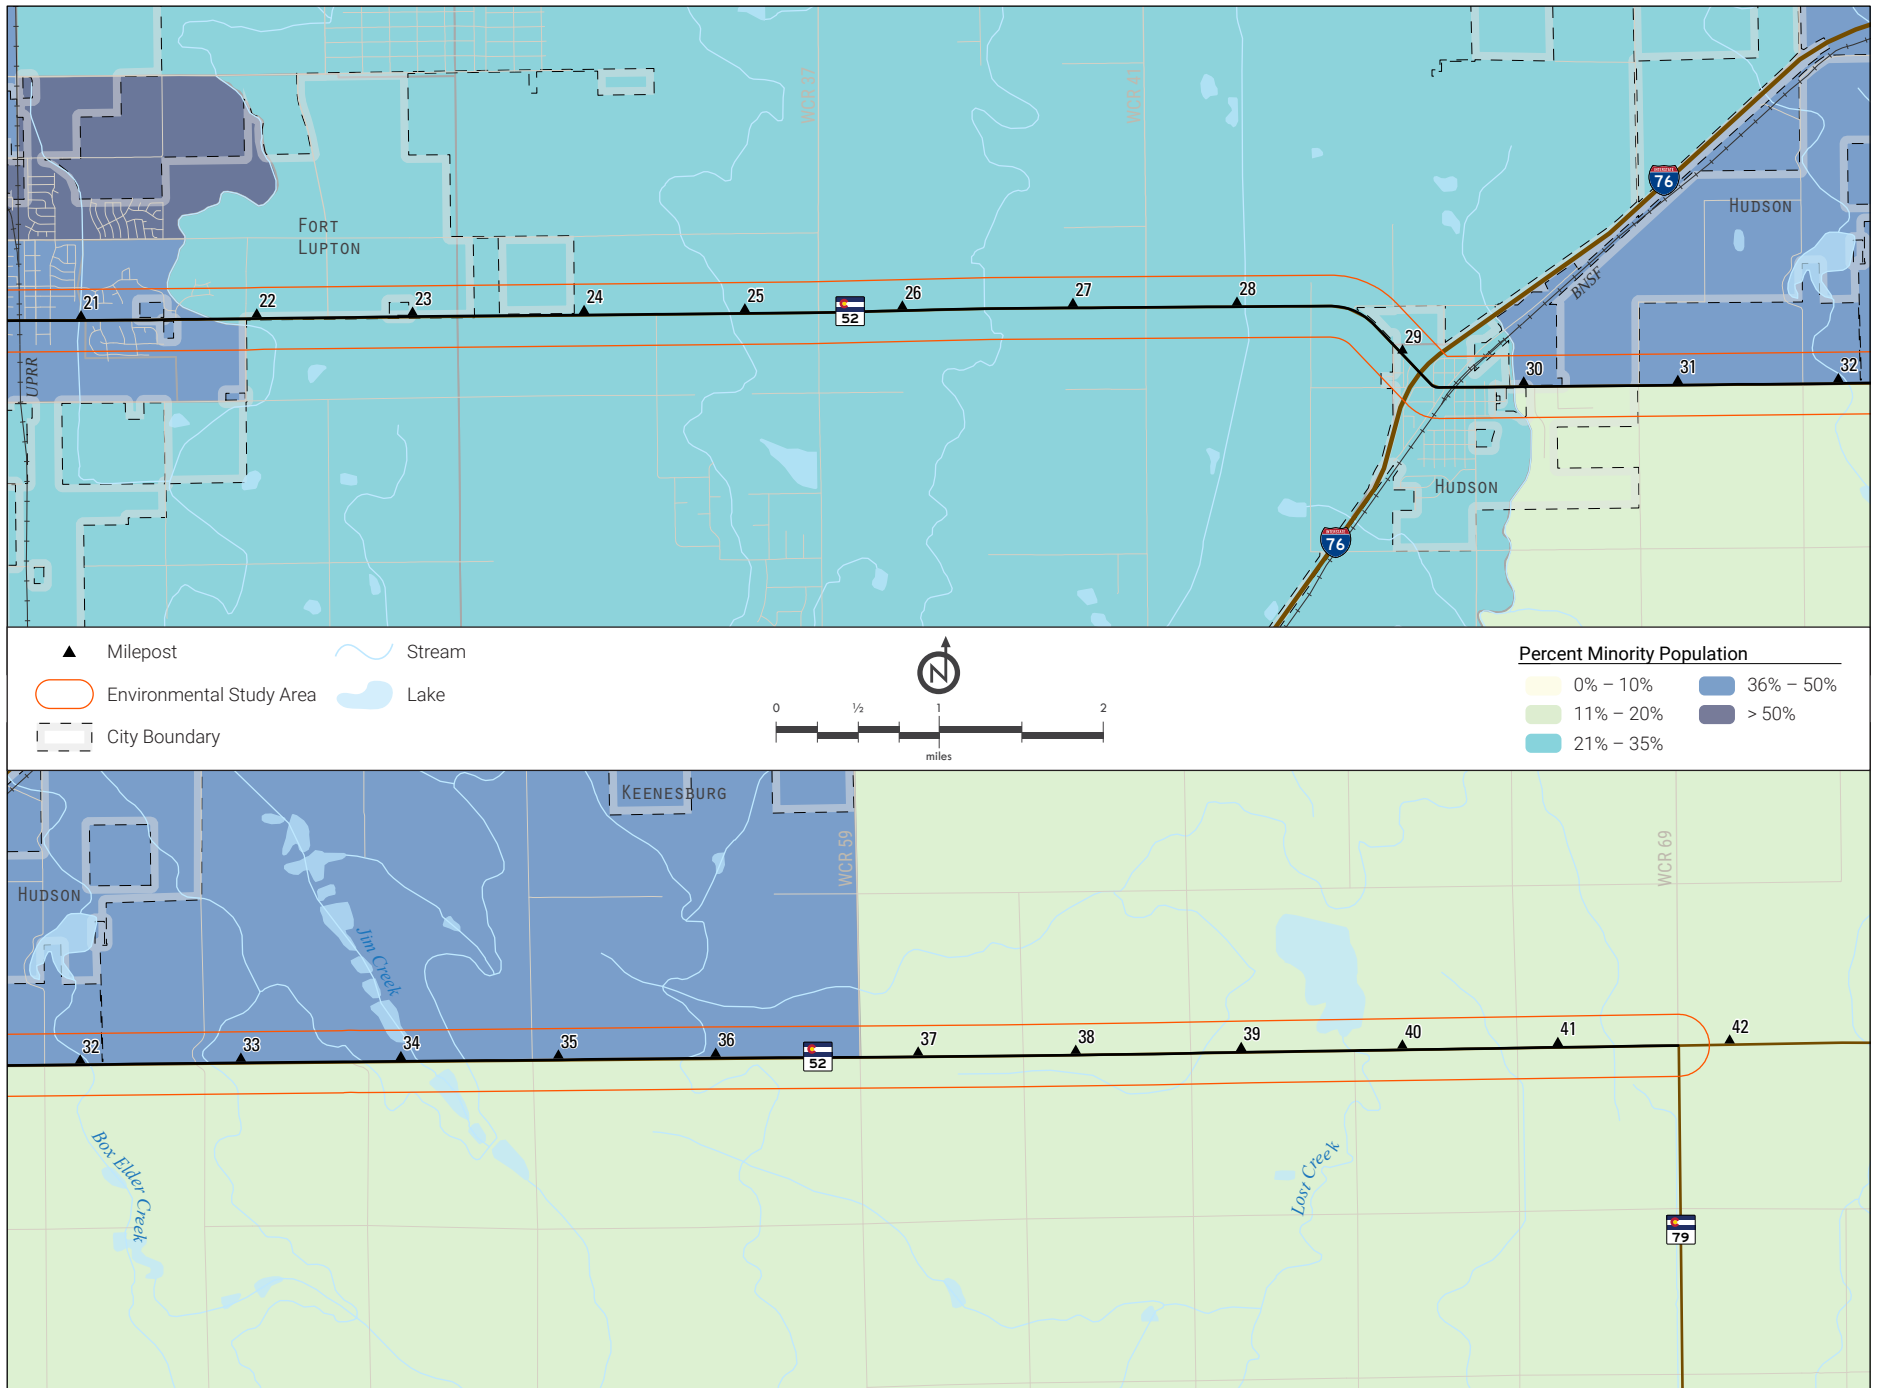 WCR 37
WCR 41
INTERSTATE
76
HUDSON
FORT
LUPTON
BNSF
21
22
23
24
25
52
26
27
28
29
30
31
32
UPRR
HUDSON
INTERSTATE
76
Milepost
Stream
Environmental Study Area
Lake
City Boundary
N
0
½
1
2
miles
Percent Minority Population
0% – 10%
11% – 20%
21% – 35%
36% – 50%
> 50%
KEENESBURG
WCR 59
WCR 69
HUDSON
Jim Creek
32
33
34
35
36
52
37
38
39
40
41
42
Box Elder Creek
Lost Creek
79